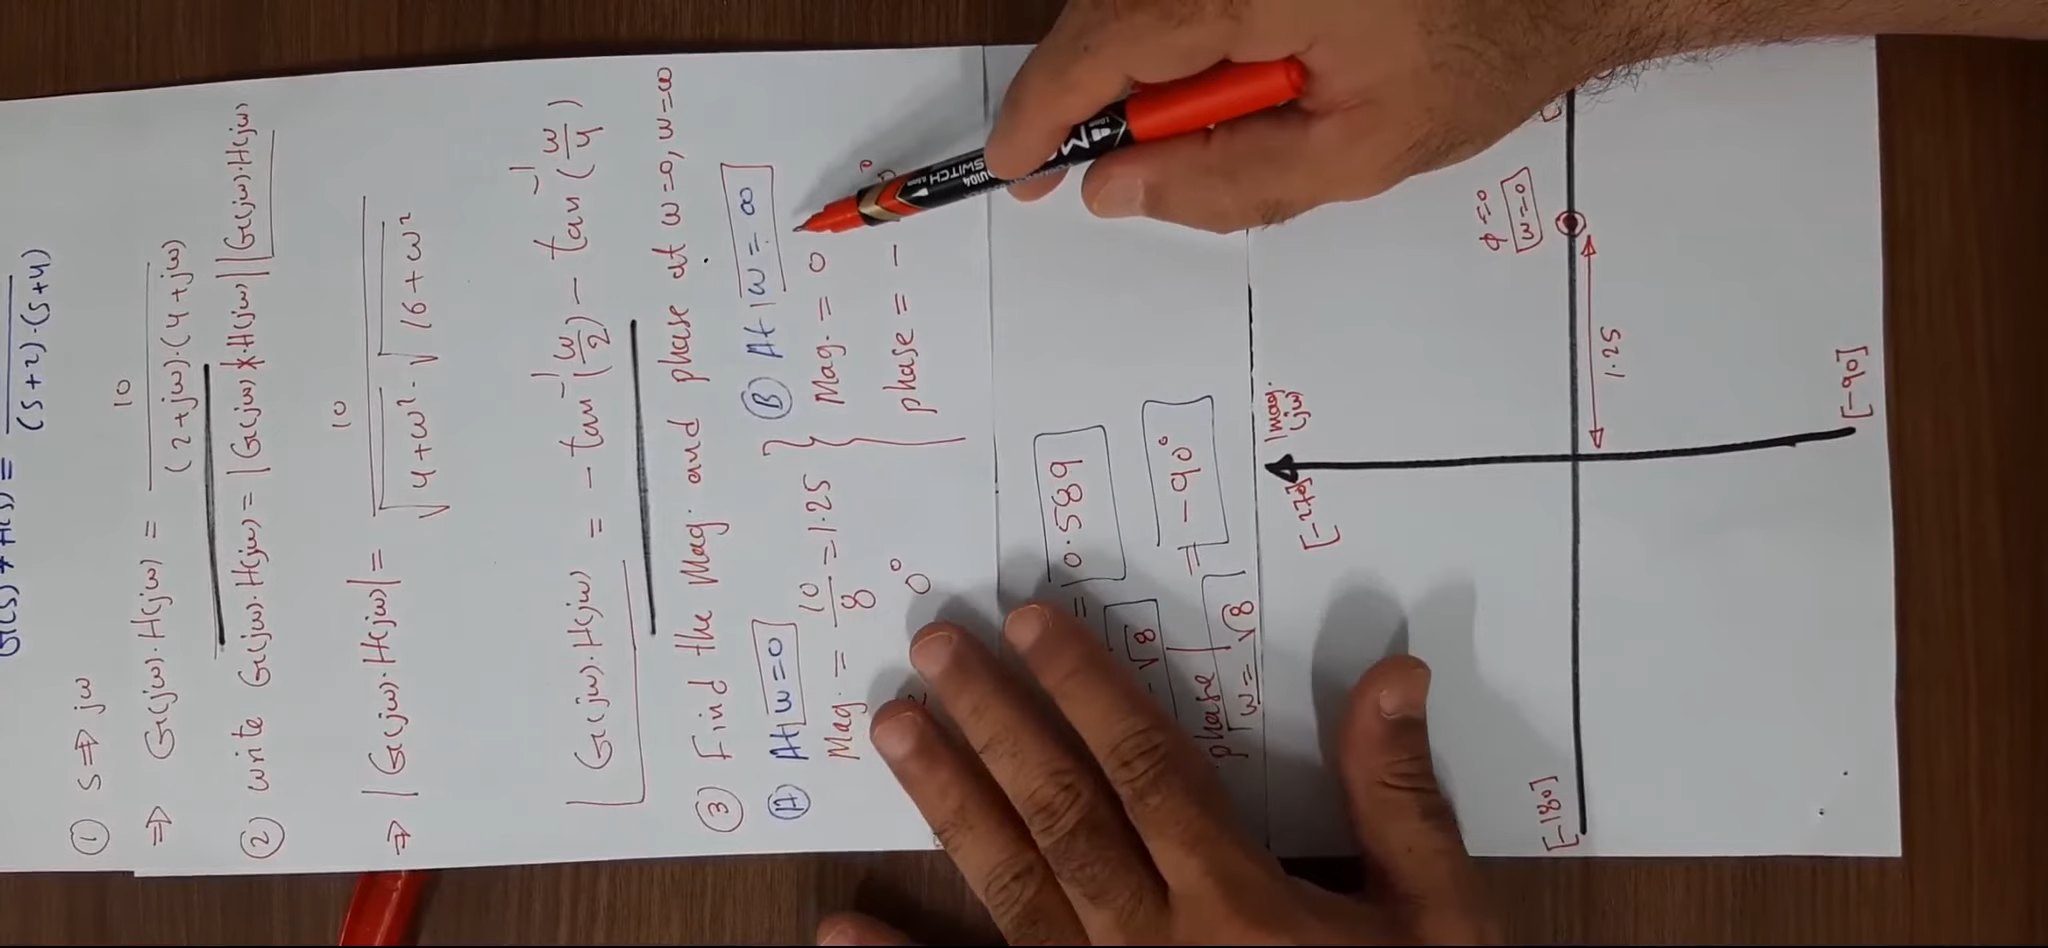 G(s) * H(s) = 10 / (s+2)·(s+4)
① s ⇒ jω
⇒ G(jω)·H(jω) = 10 / (2+jω)·(4+jω)
② write G(jω)·H(jω) = |G(jω)·H(jω)| ∠G(jω)·H(jω)
⇒ |G(jω)·H(jω)| = 10 / √4+ω² · √16+ω²
∠G(jω)·H(jω) = - tan⁻¹(ω/2) - tan⁻¹(ω/4)
③ Find the Mag. and phase at ω=0, ω=∞
Ⓐ At ω=0
Mag. = 10/8 = 1.25
0°
Ⓑ At ω=∞
Mag. = 0
phase = -
= 0.589
√8
phase | ω=√8 = -90°
Imag.
(jω)
[-270]
[-180]
[-90]
φ=0
ω=0
1.25
SWITCH